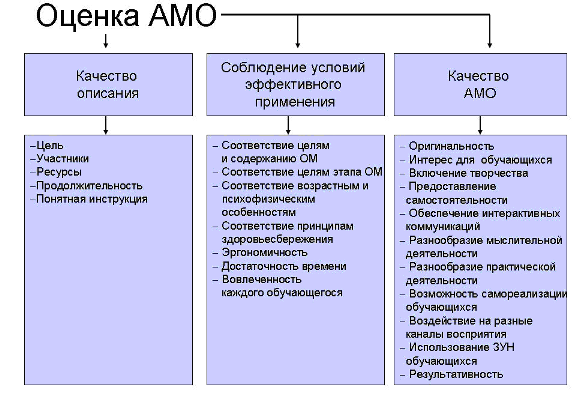 Оценка АМО
Качество
описания
–Цель
–Участники
–Ресурсы
–Продолжительность
–Понятная инструкция
Соблюдение условий
эффективного
применения
– Соответствие целям
и содержанию ОМ
– Соответствие целям этапа ОМ
– Соответствие возрастным и
психофизическим
особенностям
– Соответствие принципам
здоровьесбережения
– Эргономичность
– Достаточность времени
– Вовлеченность
каждого обучающегося
Качество
АМО
– Оригинальность
– Интерес для обучающихся
– Включение творчества
– Предоставление
самостоятельности
– Обеспечение интерактивных
коммуникаций
– Разнообразие мыслительной
деятельности
– Разнообразие практической
деятельности
– Возможность самореализации
обучающихся
– Воздействие на разные
каналы восприятия
– Использование ЗУН
обучающихся
– Результативность